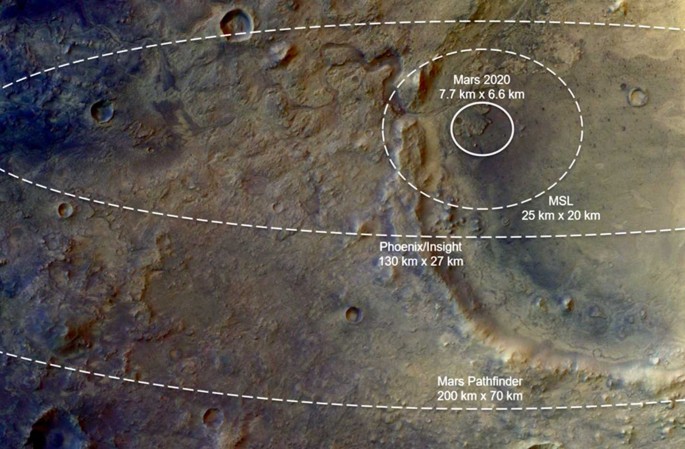 Mars 2020
7.7 km x 6.6 km
MSL
25 km x 20 km
Phoenix/Insight
130 km x 27 km
Mars Pathfinder
200 km x 70 km